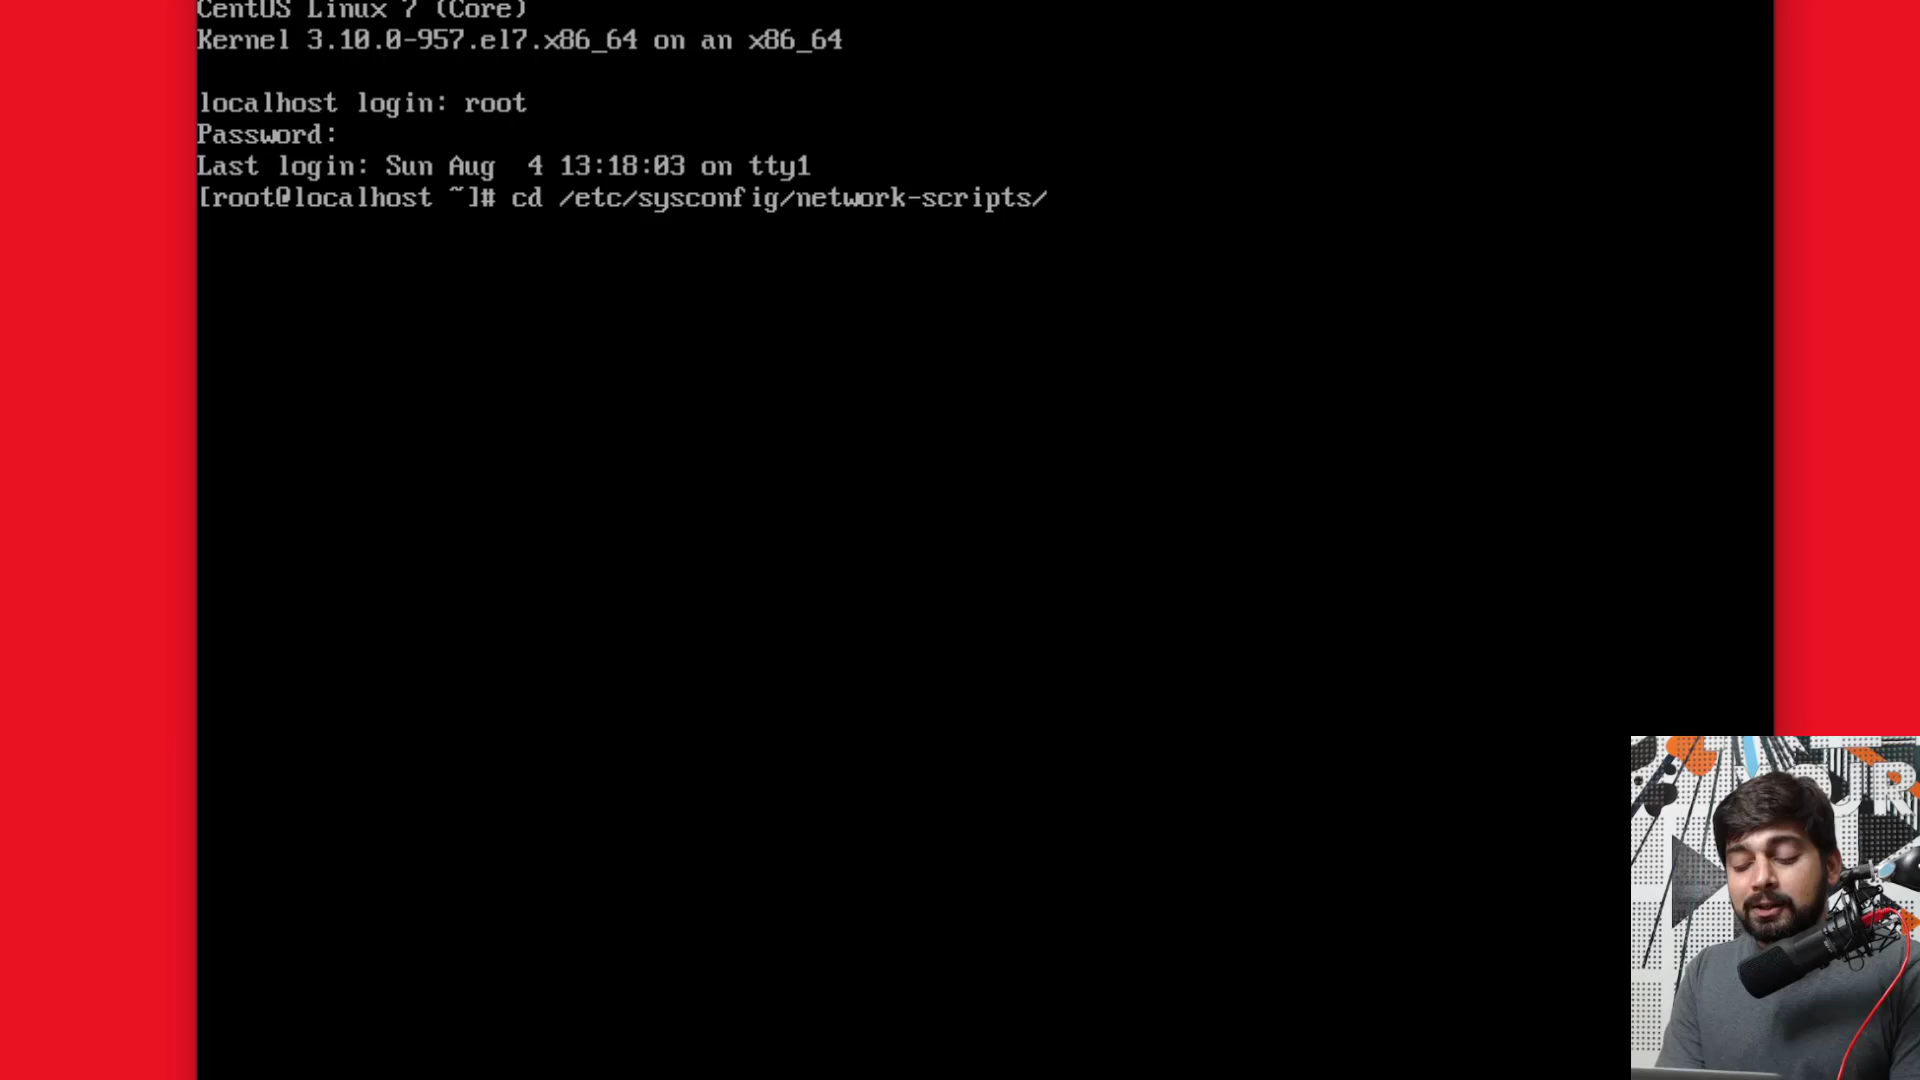 CentOS Linux 7 (Core)
Kernel 3.10.0-957.el7.x86_64 on an x86_64
localhost login: root
Password:
Last login: Sun Aug  4 13:18:03 on tty1
[root@localhost ~]# cd /etc/sysconfig/network-scripts/